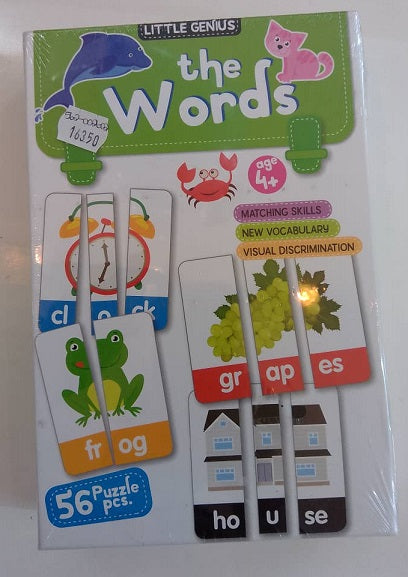 LITTLE GENIUS
the
Words
16350
age
4+
MATCHING SKILLS
NEW VOCABULARY
VISUAL DISCRIMINATION
cl o ck
gr ap es
fr og
ho u se
56 Puzzle
pcs.